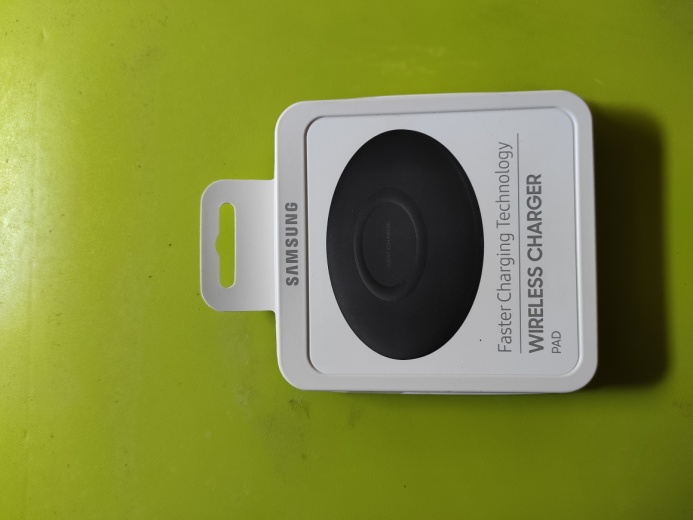 SAMSUNG
Faster Charging Technology
WIRELESS CHARGER
PAD